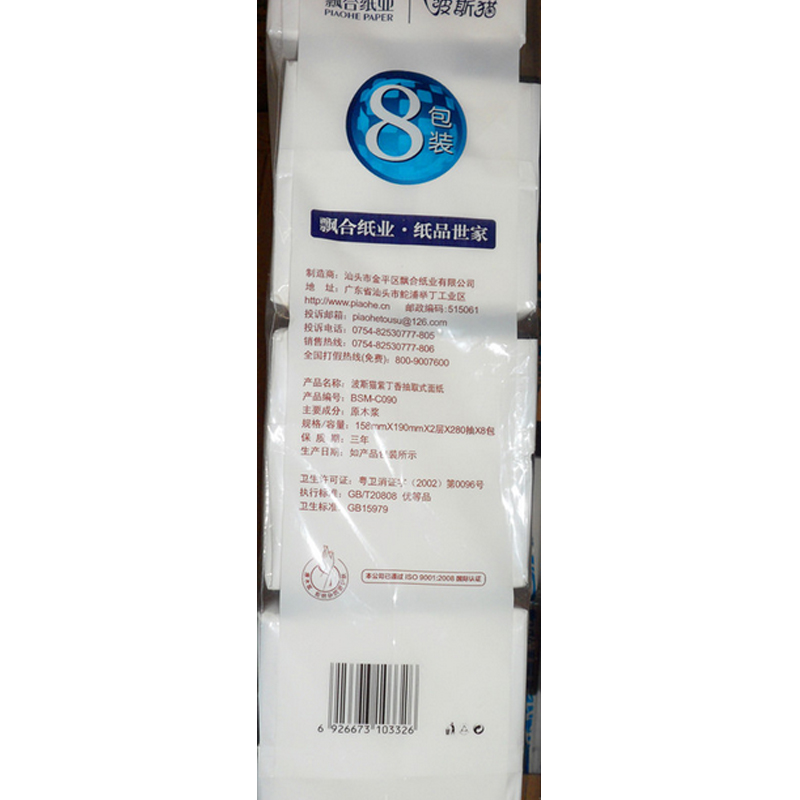 飘合纸业
PIAOHE PAPER
波斯猫
8
包装
飘合纸业·纸品世家
制造商：汕头市金平区飘合纸业有限公司
地 址：广东省汕头市鮀浦举丁工业区
http://www.piaohe.cn 邮政编码：515061
投诉邮箱：piaohetousu@126.com
投诉电话：0754-82530777-805
销售热线：0754-82530777-806
全国打假热线(免费)：800-9007600
产品名称：波斯猫紫丁香抽取式面纸
产品编号：BSM-C090
主要成分：原木浆
规格/容量：158mmX190mmX2层X280抽X8包
保 质 期：三年
生产日期：如产品包装所示
卫生许可证：粤卫消证字（2002）第0096号
执行标准：GB/T20808 优等品
卫生标准：GB15979
本公司已通过 ISO 9001:2008 国际认证
6 926673 103326